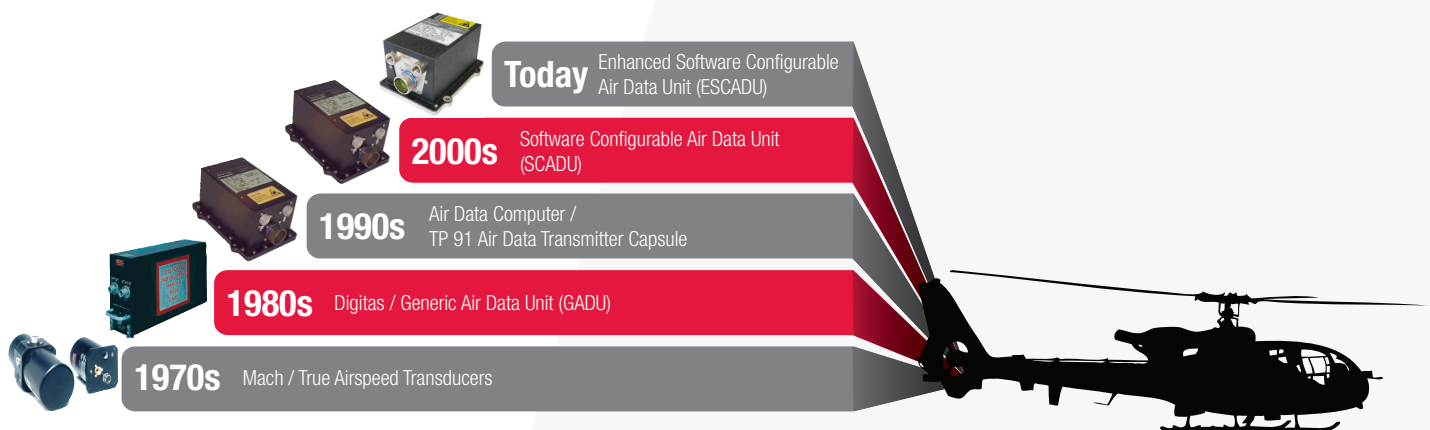 Today
Enhanced Software Configurable
Air Data Unit (ESCADU)
2000s
Software Configurable Air Data Unit
(SCADU)
1990s
Air Data Computer /
TP 91 Air Data Transmitter Capsule
1980s
Digitas / Generic Air Data Unit (GADU)
1970s
Mach / True Airspeed Transducers